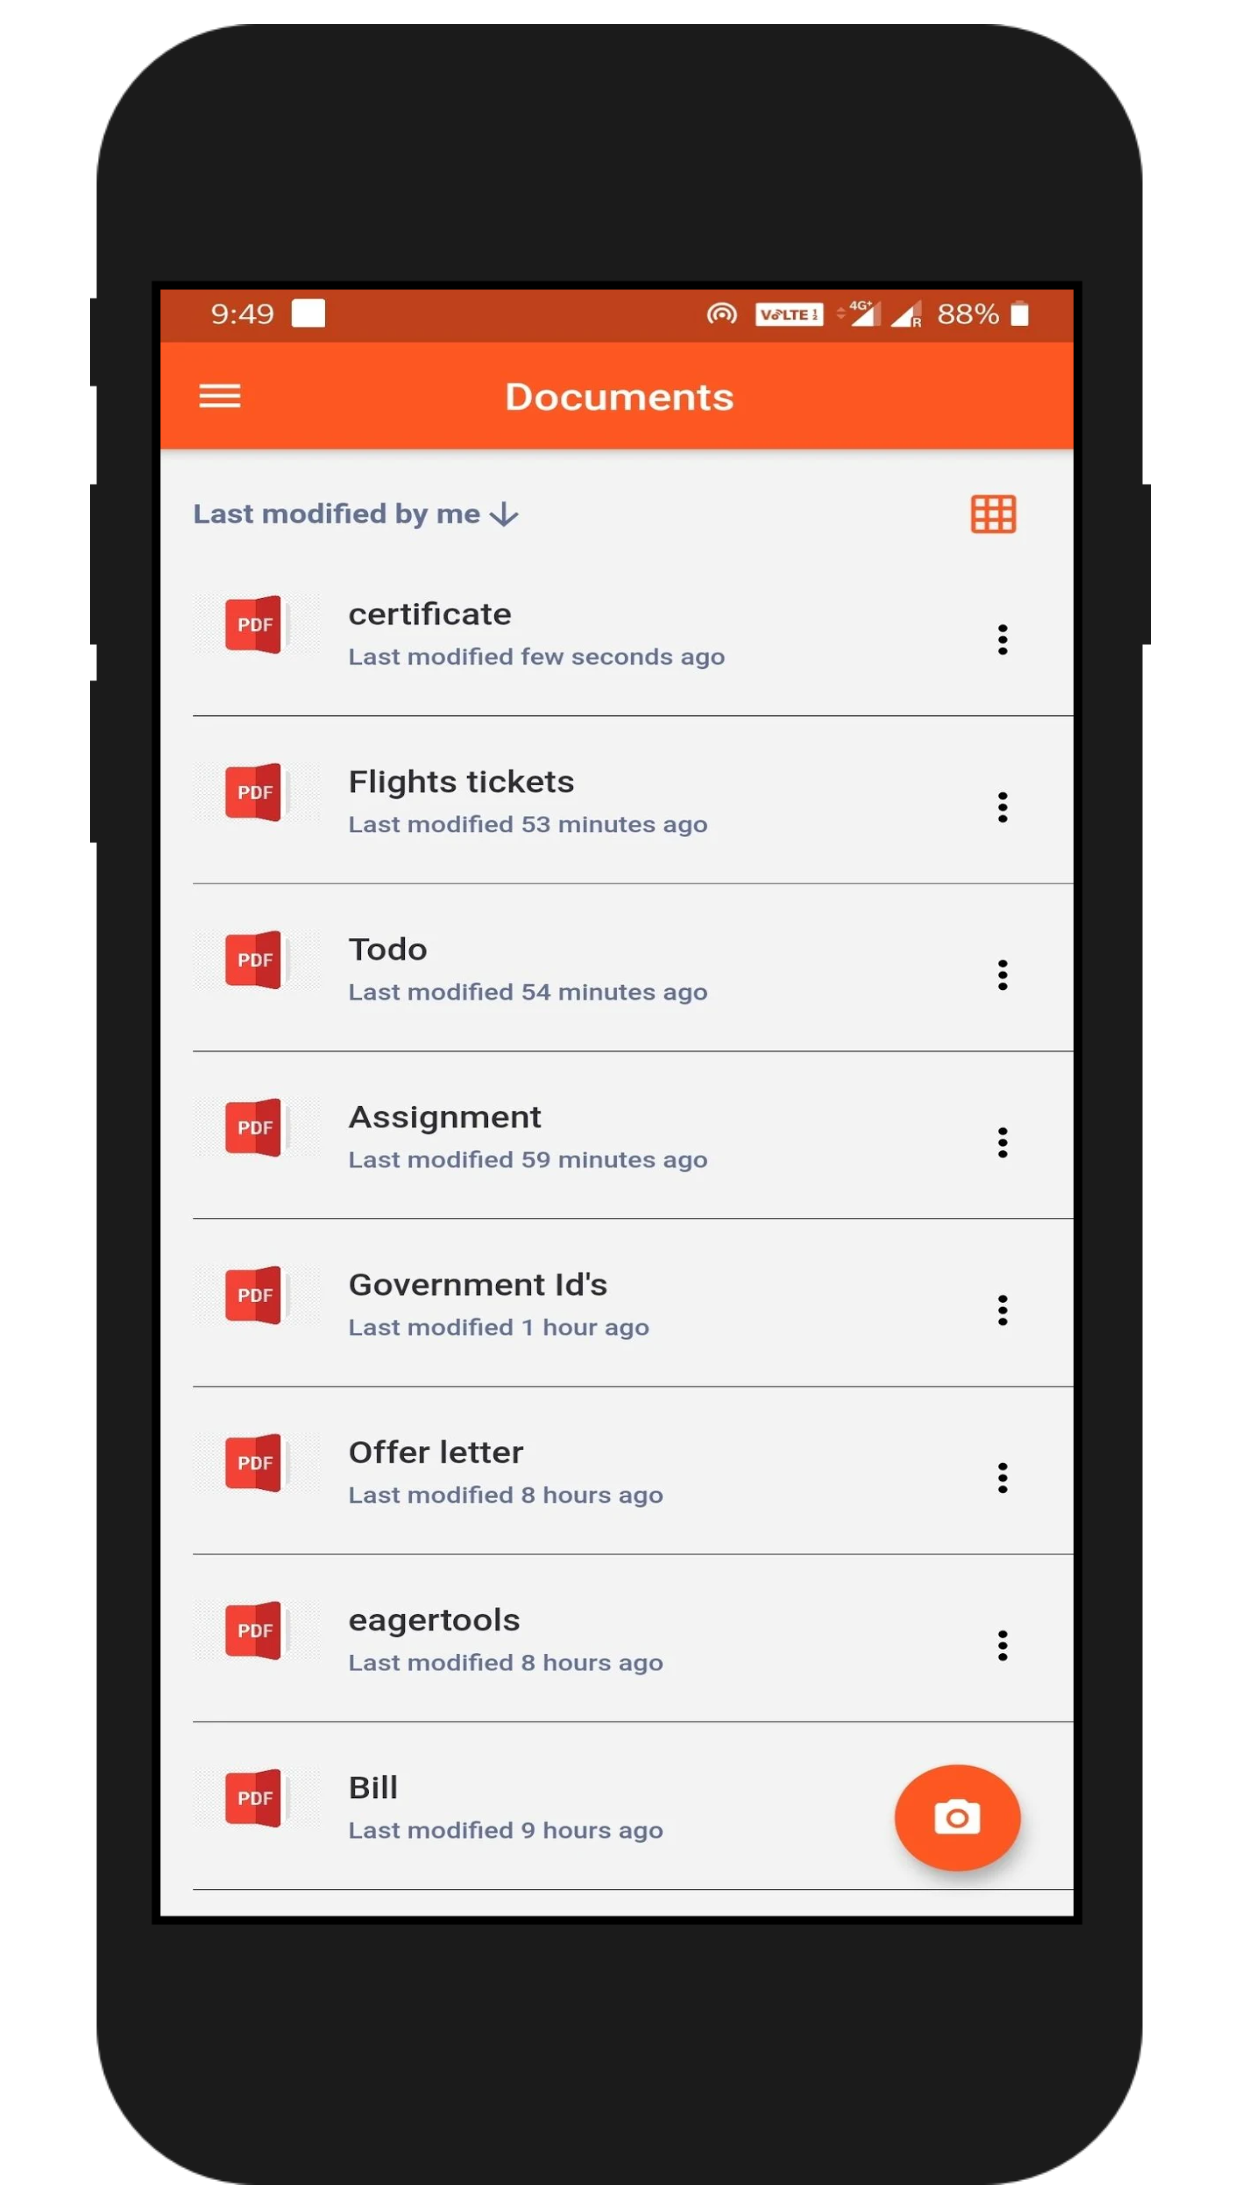 9:49 VoLTE 1 2 4G+ R 88%
Documents
Last modified by me
PDF certificate
Last modified few seconds ago
PDF Flights tickets
Last modified 53 minutes ago
PDF Todo
Last modified 54 minutes ago
PDF Assignment
Last modified 59 minutes ago
PDF Government Id's
Last modified 1 hour ago
PDF Offer letter
Last modified 8 hours ago
PDF eagertools
Last modified 8 hours ago
PDF Bill
Last modified 9 hours ago